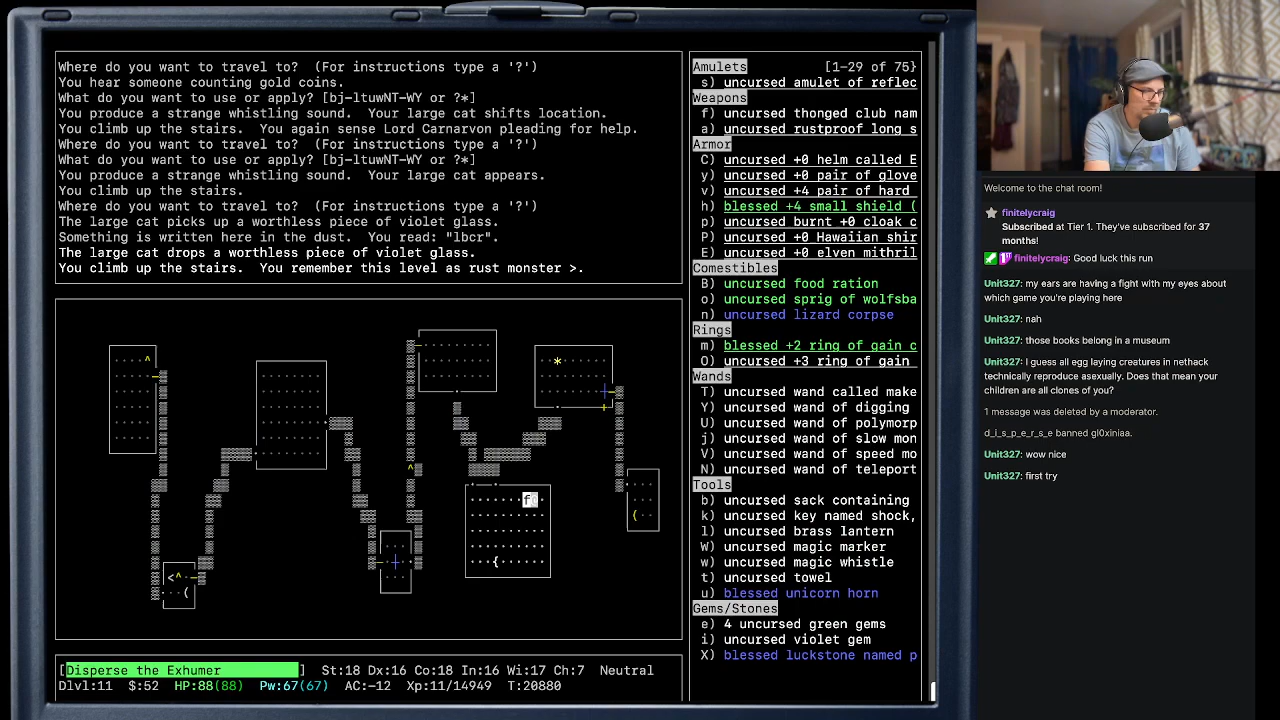 Where do you want to travel to?  (For instructions type a '?')
You hear someone counting gold coins.
What do you want to use or apply? [bj-ltuwNT-WY or ?*]
You produce a strange whistling sound.  Your large cat shifts location.
You climb up the stairs.  You again sense Lord Carnarvon pleading for help.
Where do you want to travel to?  (For instructions type a '?')
What do you want to use or apply? [bj-ltuwNT-WY or ?*]
You produce a strange whistling sound.  Your large cat appears.
You climb up the stairs.
Where do you want to travel to?  (For instructions type a '?')
The large cat picks up a worthless piece of violet glass.
Something is written here in the dust.  You read: "lbcr".
The large cat drops a worthless piece of violet glass.
You climb up the stairs.  You remember this level as rust monster >.
[Disperse the Exhumer ] St:18 Dx:16 Co:18 In:16 Wi:17 Ch:7  Neutral
Dlvl:11  $:52  HP:88(88)  Pw:67(67)  AC:-12  Xp:11/14949  T:20880
Amulets [1-29 of 75]
s) uncursed amulet of reflec
Weapons
f) uncursed thonged club nam
a) uncursed rustproof long s
Armor
C) uncursed +0 helm called E
y) uncursed +0 pair of glove
v) uncursed +4 pair of hard
h) blessed +4 small shield (
p) uncursed burnt +0 cloak c
P) uncursed +0 Hawaiian shir
E) uncursed +0 elven mithril
Comestibles
B) uncursed food ration
o) uncursed sprig of wolfsba
n) uncursed lizard corpse
Rings
m) blessed +2 ring of gain c
O) uncursed +3 ring of gain
Wands
T) uncursed wand called make
Y) uncursed wand of digging
U) uncursed wand of polymorp
j) uncursed wand of slow mon
V) uncursed wand of speed mo
N) uncursed wand of teleport
Tools
b) uncursed sack containing
k) uncursed key named shock,
l) uncursed brass lantern
W) uncursed magic marker
w) uncursed magic whistle
t) uncursed towel
u) blessed unicorn horn
Gems/Stones
e) 4 uncursed green gems
i) uncursed violet gem
X) blessed luckstone named p
Welcome to the chat room!
finitelycraig
Subscribed at Tier 1. They've subscribed for 37
months!
finitelycraig: Good luck this run
Unit327: my ears are having a fight with my eyes about
which game you're playing here
Unit327: nah
Unit327: those books belong in a museum
Unit327: I guess all egg laying creatures in nethack
technically reproduce asexually. Does that mean your
children are all clones of you?
1 message was deleted by a moderator.
d_i_s_p_e_r_s_e banned gl0xiniaa.
Unit327: wow nice
Unit327: first try